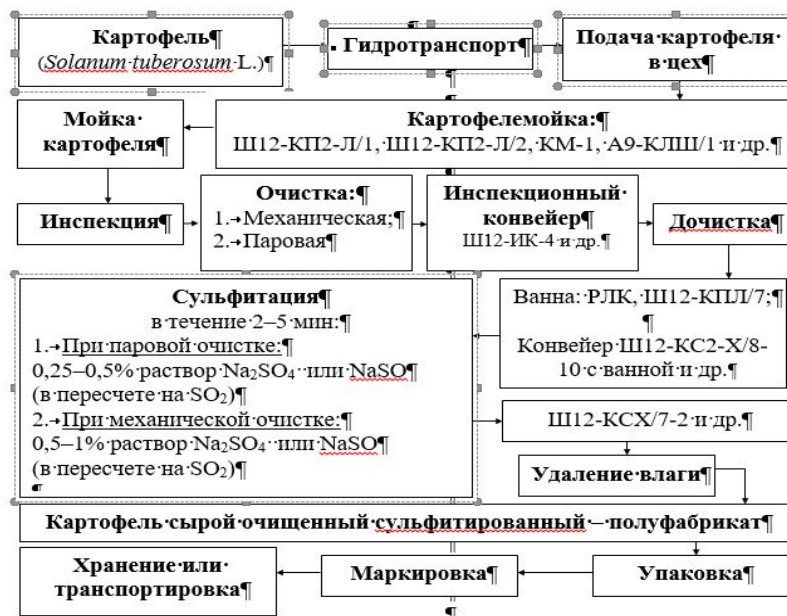 Картофель
(Solanum tuberosum L.)
Гидротранспорт
Подача картофеля
в цех
Мойка
картофеля
Картофелемойка:
Ш12-КП2-Л/1, Ш12-КП2-Л/2, КМ-1, А9-КЛШ/1 и др.
Инспекция
Очистка:
1. Механическая;
2. Паровая
Инспекционный
конвейер
Ш12-ИК-4 и др.
Дочистка
Сульфитация
в течение 2–5 мин:
1. При паровой очистке:
0,25–0,5% раствор Na₂SO₄ или NaSO
(в пересчете на SO₂)
2. При механической очистке:
0,5–1% раствор Na₂SO₄ или NaSO
(в пересчете на SO₂)
Ванна: РЛК, Ш12-КПЛ/7;
Конвейер Ш12-КС2-Х/8-
10 с ванной и др.
Ш12-КСХ/7-2 и др.
Удаление влаги
Картофель сырой очищенный сульфитированный – полуфабрикат
Хранение или
транспортировка
Маркировка
Упаковка